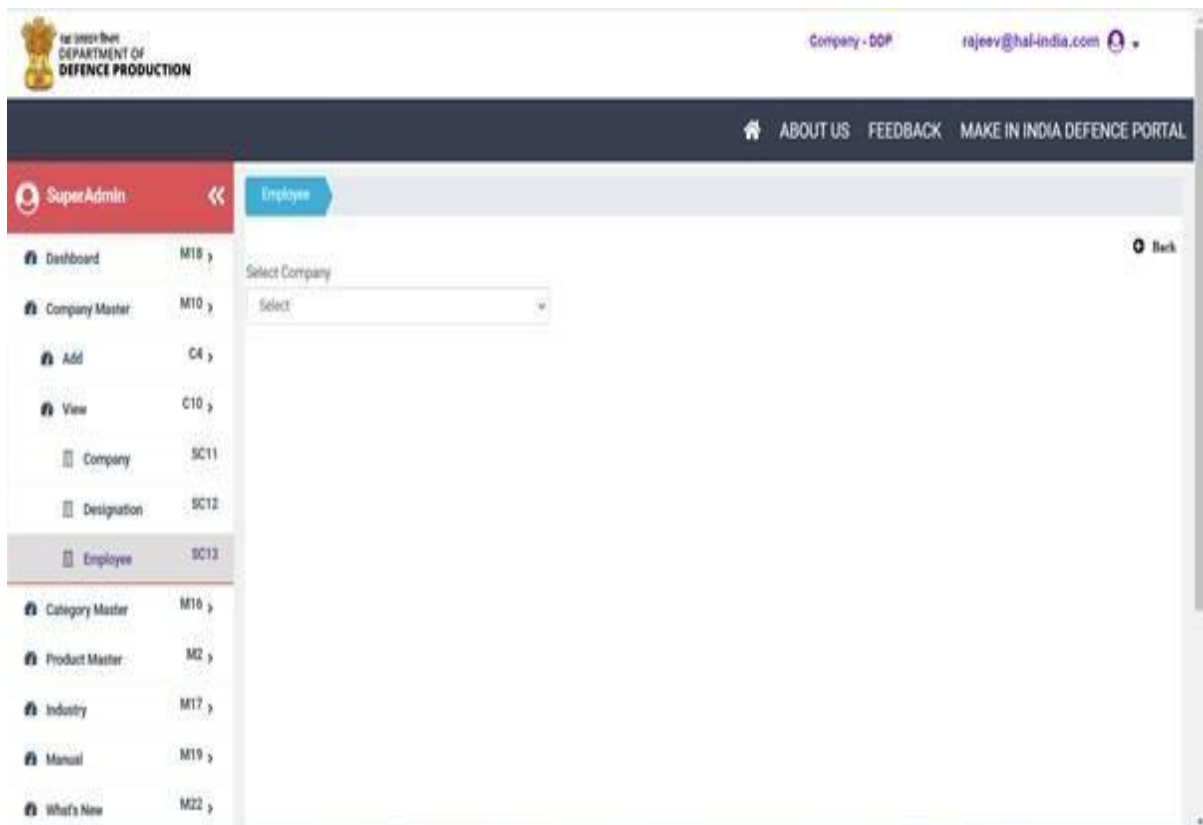 DEPARTMENT OF
DEFENCE PRODUCTION
Company - DDP
rajeev@hal-india.com
ABOUT US FEEDBACK MAKE IN INDIA DEFENCE PORTAL
SuperAdmin
Employee
Back
Dashboard M18
Select Company
Company Master M10
Select
Add C4
View C10
Company SC11
Designation SC12
Employee SC13
Category Master M16
Product Master M2
Industry M17
Manual M19
What's New M22